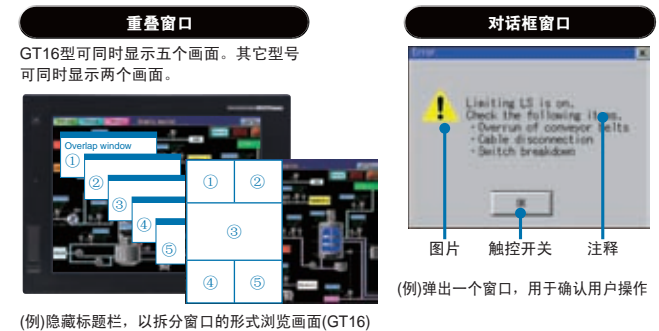 重叠窗口
GT16型可同时显示五个画面。其它型号
可同时显示两个画面。
Overlap window
①
②
③
④
⑤
①
②
③
④
⑤
(例)隐藏标题栏，以拆分窗口的形式浏览画面(GT16)
对话框窗口
Error
Limiting LS is on.
Check the following items.
・Overrun of conveyor belts
・Cable disconnection
・Switch breakdown
图片
触控开关
注释
(例)弹出一个窗口，用于确认用户操作